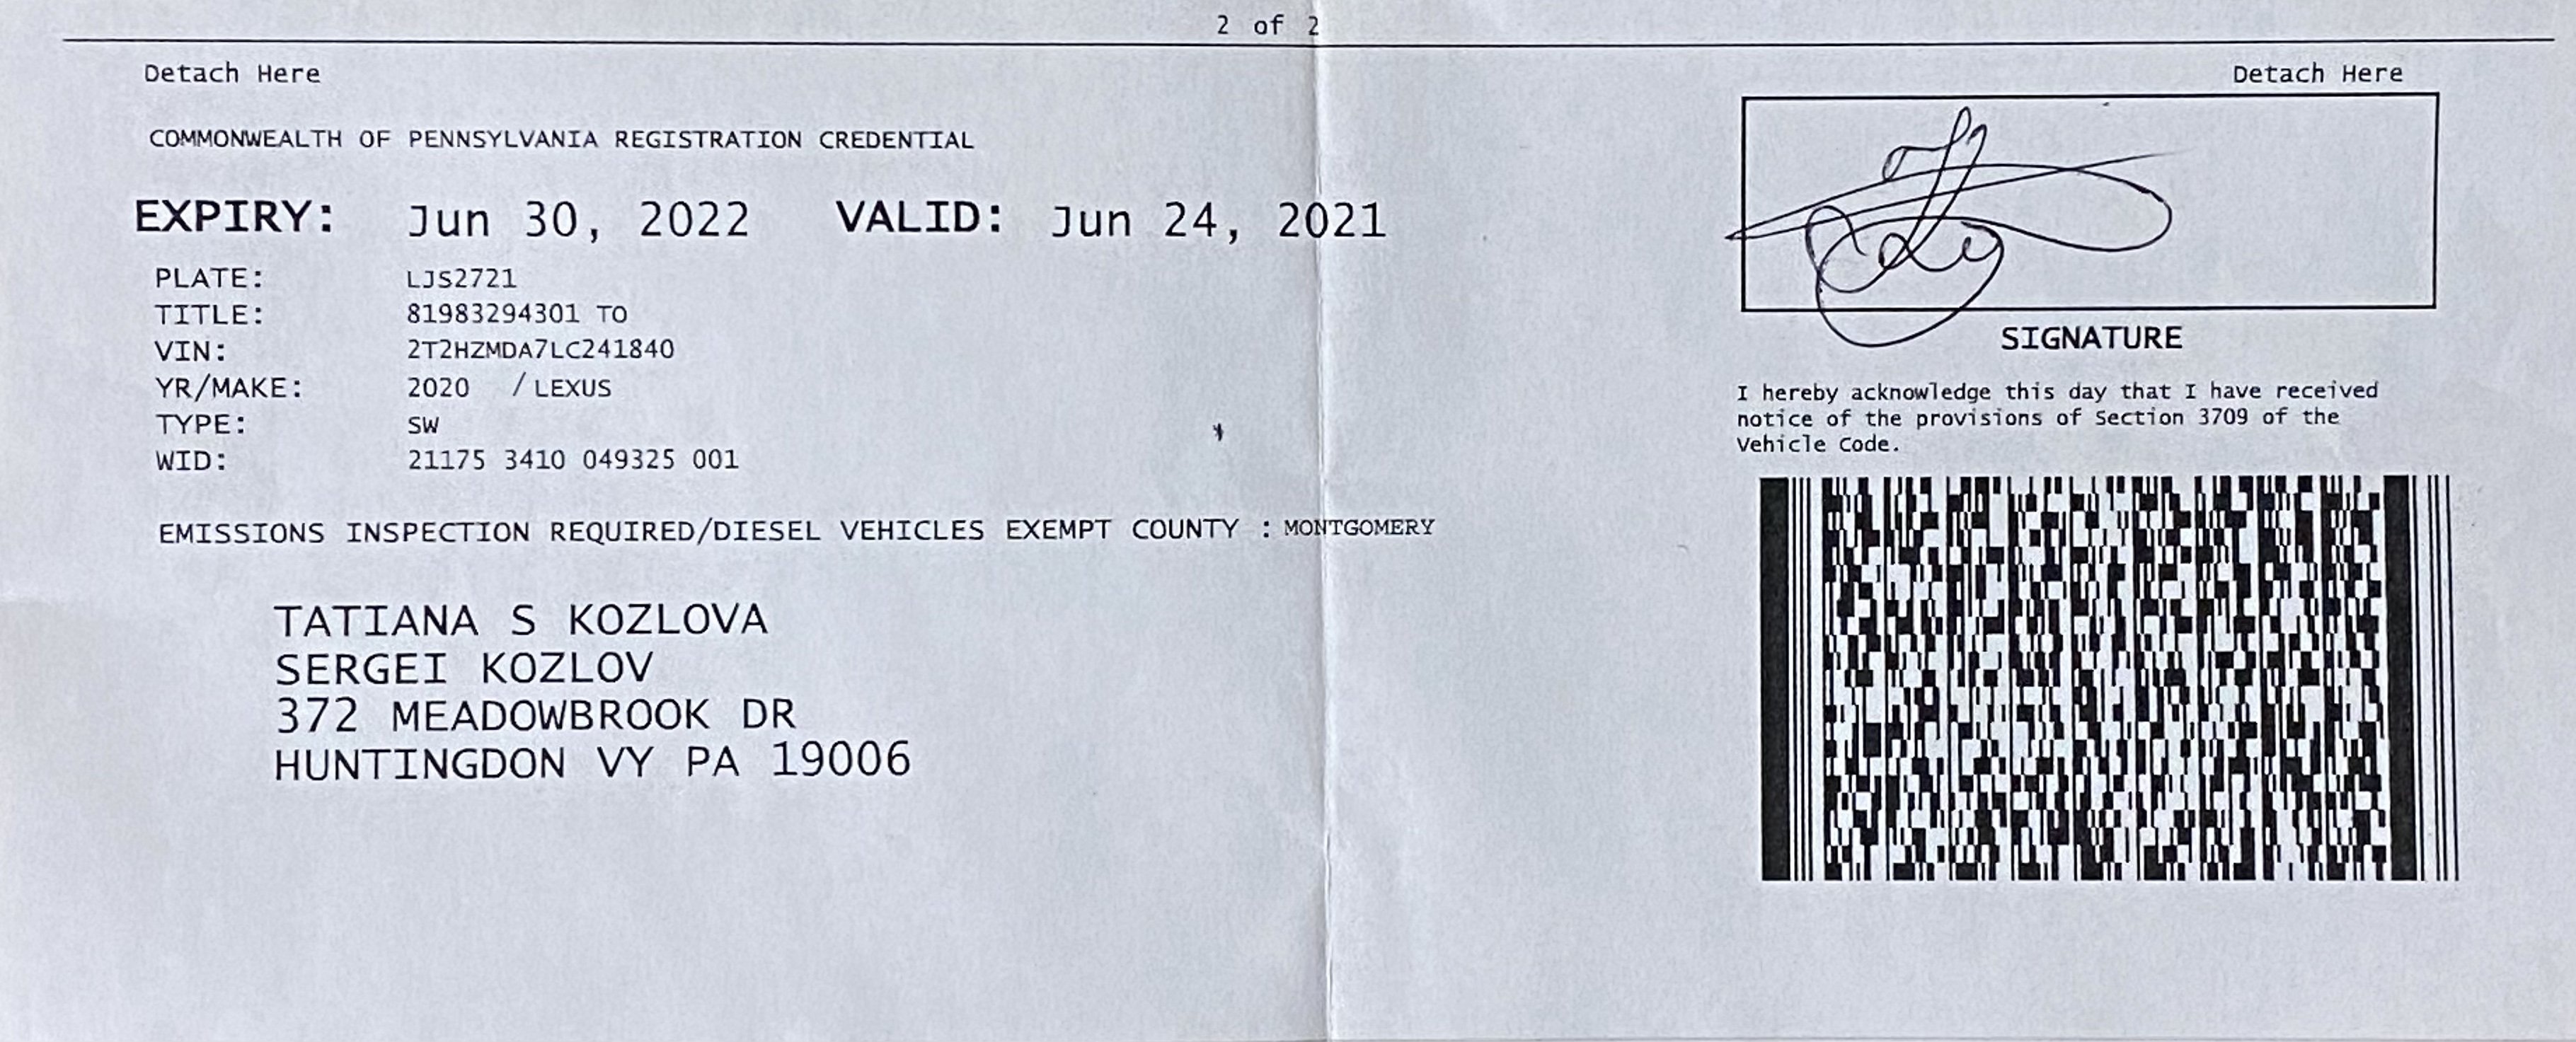 2 of 2
Detach Here Detach Here
COMMONWEALTH OF PENNSYLVANIA REGISTRATION CREDENTIAL
EXPIRY: Jun 30, 2022 VALID: Jun 24, 2021
PLATE: LJS2721
TITLE: 81983294301 TO
VIN: 2T2HZMDA7LC241840
YR/MAKE: 2020 / LEXUS
TYPE: SW
WID: 21175 3410 049325 001
EMISSIONS INSPECTION REQUIRED/DIESEL VEHICLES EXEMPT COUNTY : MONTGOMERY
TATIANA S KOZLOVA
SERGEI KOZLOV
372 MEADOWBROOK DR
HUNTINGDON VY PA 19006
SIGNATURE
I hereby acknowledge this day that I have received
notice of the provisions of Section 3709 of the
Vehicle Code.